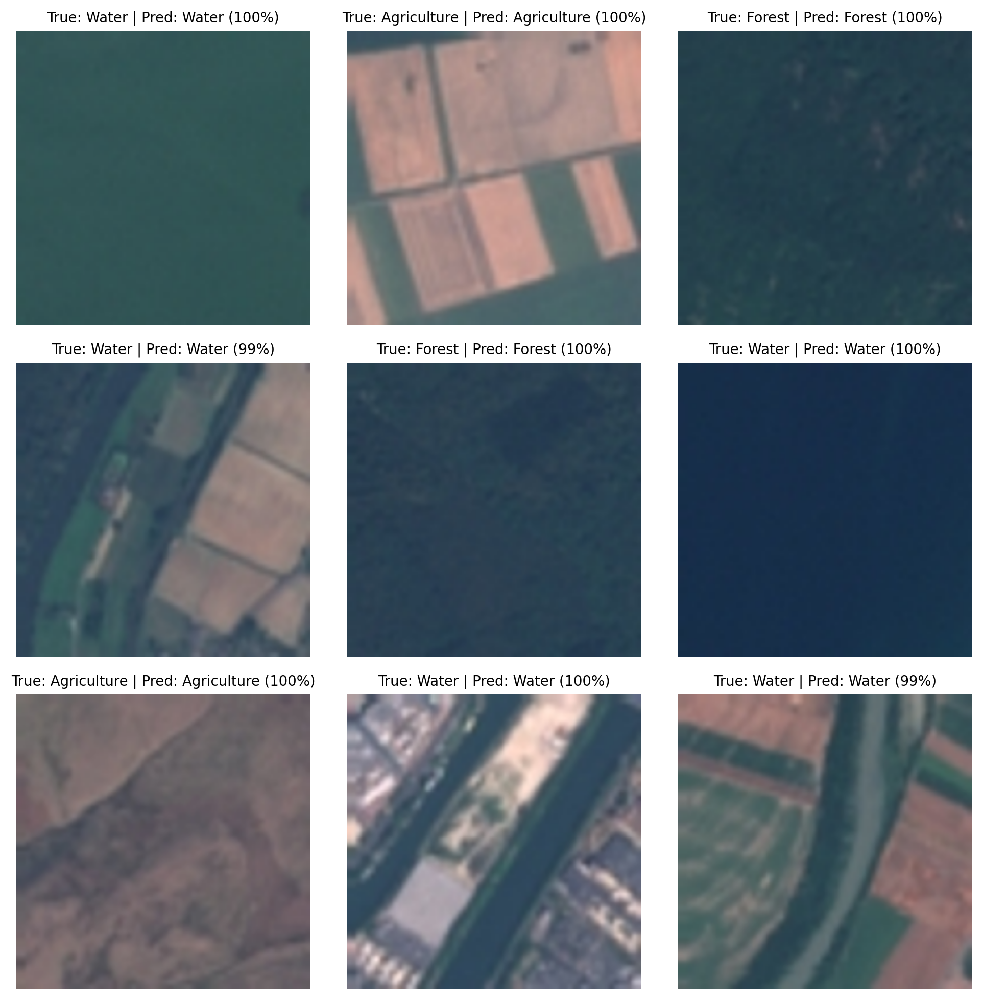 True: Water | Pred: Water (100%)
True: Agriculture | Pred: Agriculture (100%)
True: Forest | Pred: Forest (100%)
True: Water | Pred: Water (99%)
True: Forest | Pred: Forest (100%)
True: Water | Pred: Water (100%)
True: Agriculture | Pred: Agriculture (100%)
True: Water | Pred: Water (100%)
True: Water | Pred: Water (99%)